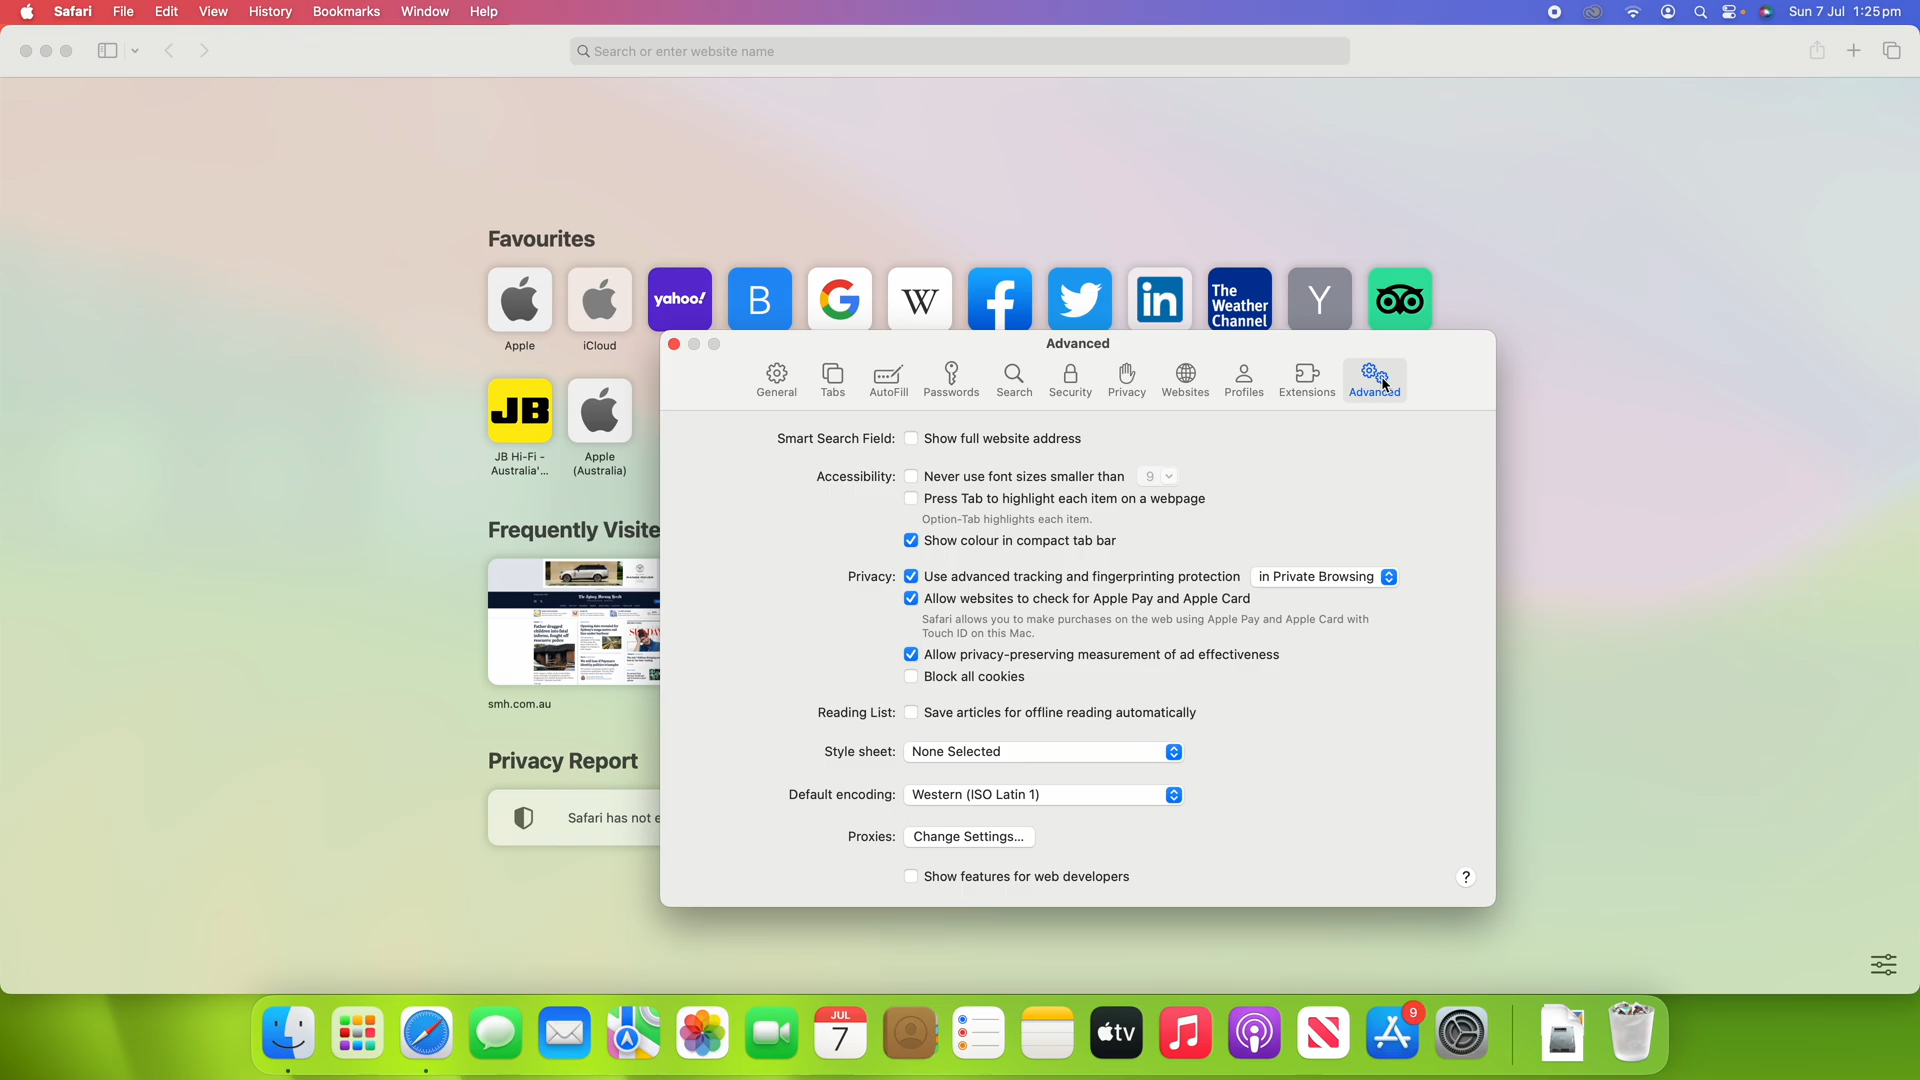 Safari File Edit View History Bookmarks Window Help Sun 7 Jul 1:25 pm
Search or enter website name
Favourites
yahoo! B G W f in The Weather Channel Y
Apple iCloud
JB
JB Hi-Fi - Australia'...
Apple (Australia)
Frequently Visite
smh.com.au
Privacy Report
Safari has not e
Advanced
General Tabs AutoFill Passwords Search Security Privacy Websites Profiles Extensions Advanced
Smart Search Field: Show full website address
Accessibility: Never use font sizes smaller than 9
Press Tab to highlight each item on a webpage
Option-Tab highlights each item.
Show colour in compact tab bar
Privacy: Use advanced tracking and fingerprinting protection in Private Browsing
Allow websites to check for Apple Pay and Apple Card
Safari allows you to make purchases on the web using Apple Pay and Apple Card with
Touch ID on this Mac.
Allow privacy-preserving measurement of ad effectiveness
Block all cookies
Reading List: Save articles for offline reading automatically
Style sheet: None Selected
Default encoding: Western (ISO Latin 1)
Proxies: Change Settings...
Show features for web developers ?
JUL
7
tv
9